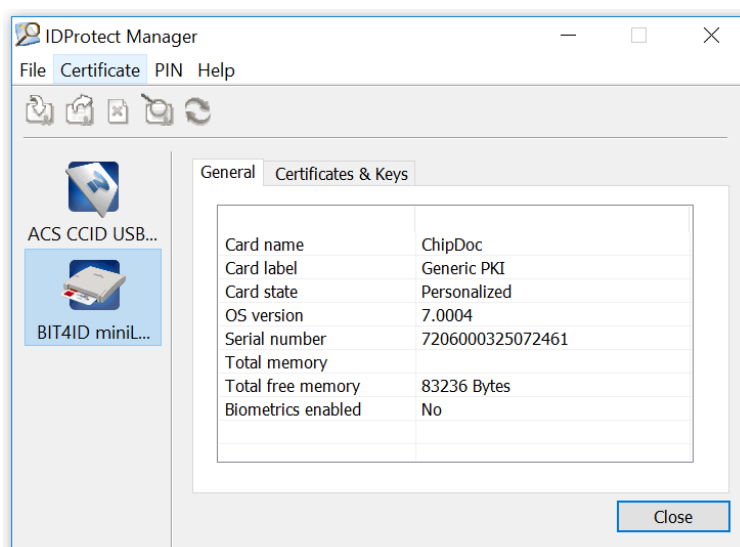 IDProtect Manager
File Certificate PIN Help
General Certificates & Keys
ACS CCID USB...
BIT4ID miniL...
Card name ChipDoc
Card label Generic PKI
Card state Personalized
OS version 7.0004
Serial number 7206000325072461
Total memory
Total free memory 83236 Bytes
Biometrics enabled No
Close